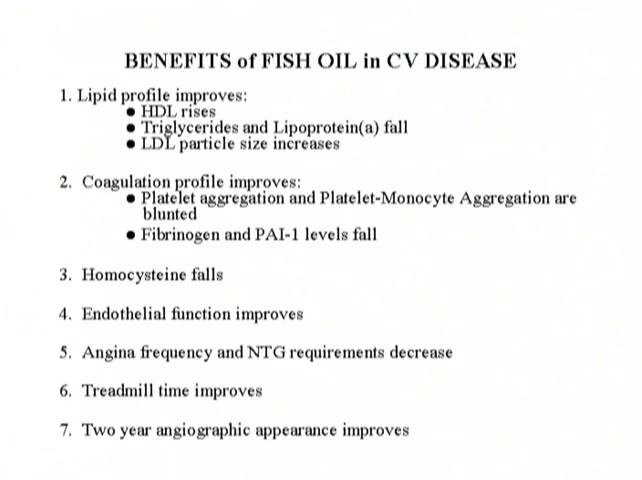 BENEFITS of FISH OIL in CV DISEASE
1. Lipid profile improves:
● HDL rises
● Triglycerides and Lipoprotein(a) fall
● LDL particle size increases
2. Coagulation profile improves:
● Platelet aggregation and Platelet-Monocyte Aggregation are
blunted
● Fibrinogen and PAI-1 levels fall
3. Homocysteine falls
4. Endothelial function improves
5. Angina frequency and NTG requirements decrease
6. Treadmill time improves
7. Two year angiographic appearance improves